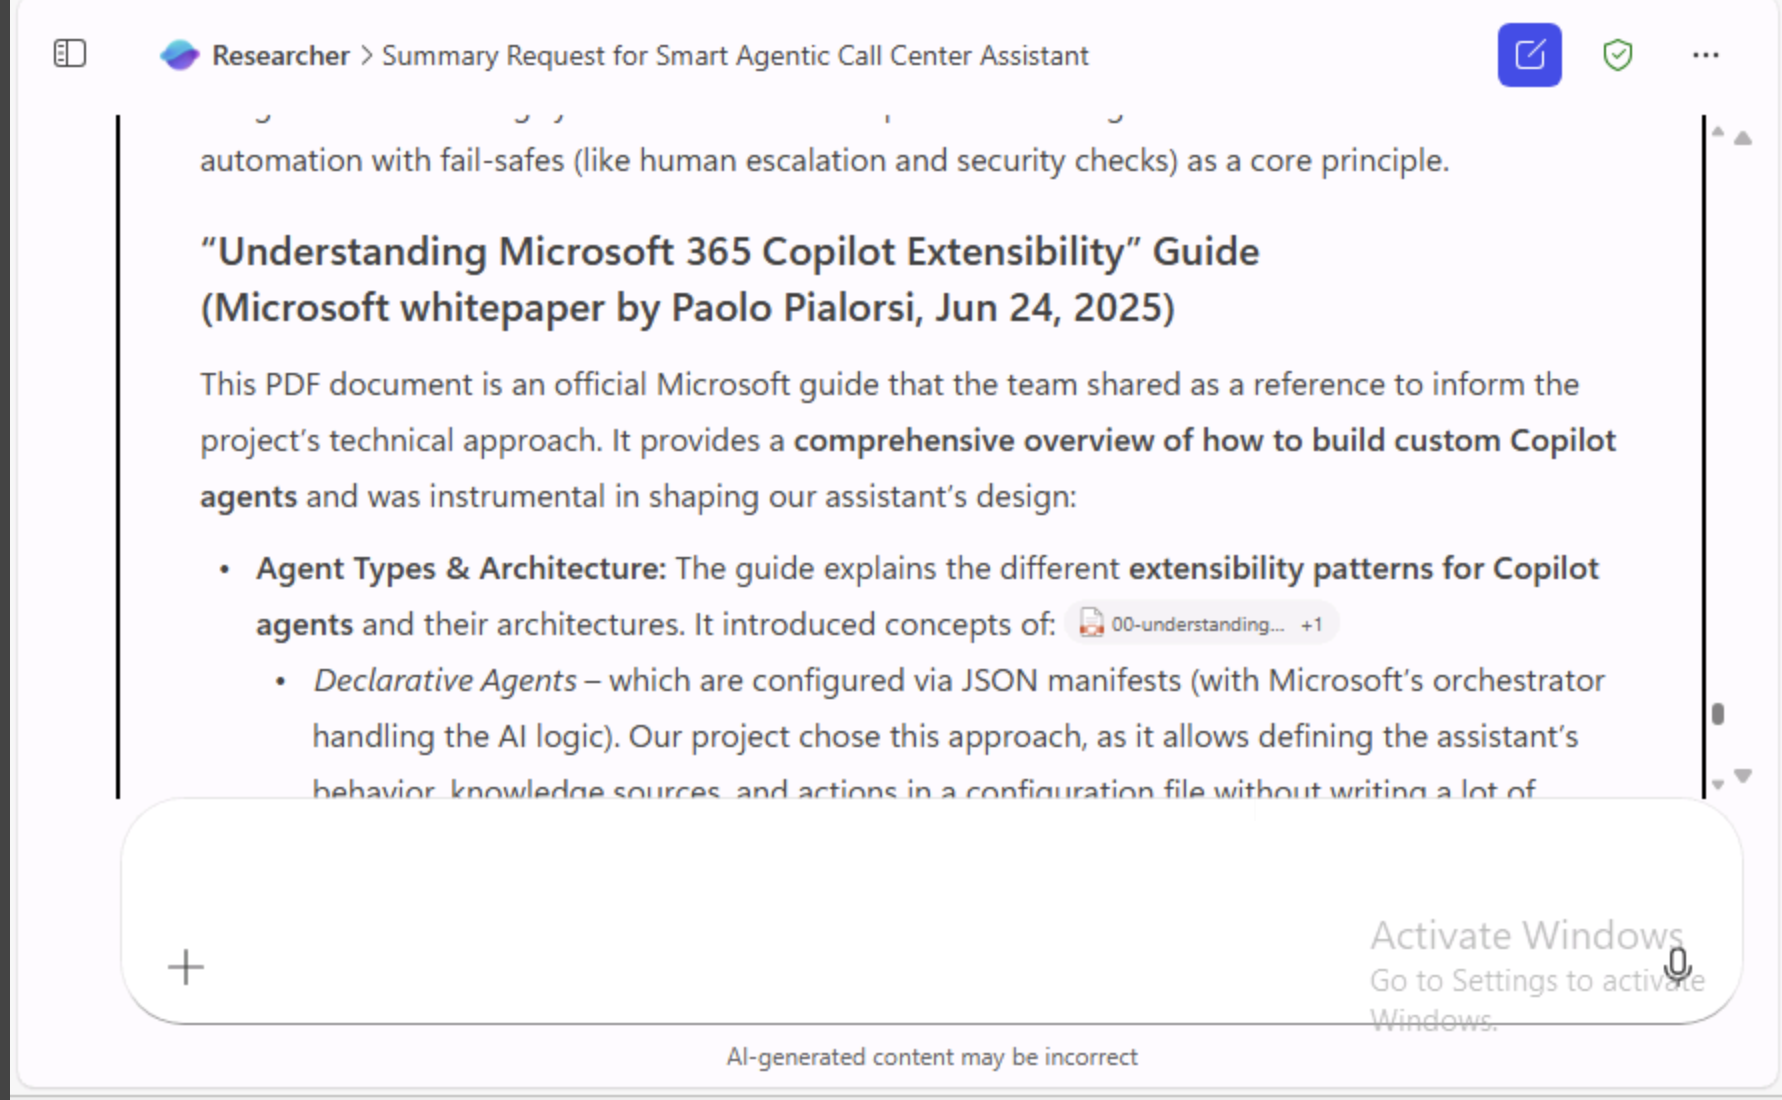 Researcher > Summary Request for Smart Agentic Call Center Assistant
automation with fail-safes (like human escalation and security checks) as a core principle.
“Understanding Microsoft 365 Copilot Extensibility” Guide
(Microsoft whitepaper by Paolo Pialorsi, Jun 24, 2025)
This PDF document is an official Microsoft guide that the team shared as a reference to inform the
project’s technical approach. It provides a comprehensive overview of how to build custom Copilot
agents and was instrumental in shaping our assistant’s design:
• Agent Types & Architecture: The guide explains the different extensibility patterns for Copilot
agents and their architectures. It introduced concepts of: 00-understanding... +1
• Declarative Agents – which are configured via JSON manifests (with Microsoft’s orchestrator
handling the AI logic). Our project chose this approach, as it allows defining the assistant’s
behavior, knowledge sources, and actions in a configuration file without writing a lot of
Activate Windows
Go to Settings to activate
Windows.
AI-generated content may be incorrect